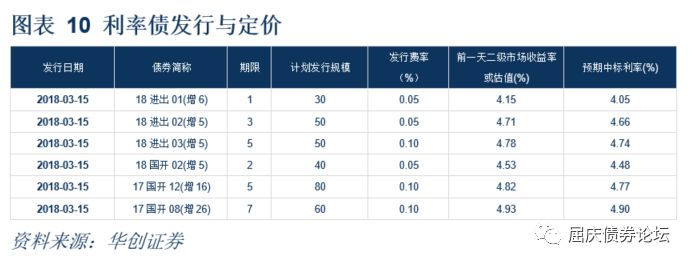 图表 10 利率债发行与定价
发行日期 债券简称 期限 计划发行规模 发行费率（%） 前一天二级市场收益率或估值(%) 预期中标利率(%)
2018-03-15 18 进出 01(增 6) 1 30 0.05 4.15 4.05
2018-03-15 18 进出 02(增 5) 3 50 0.05 4.71 4.66
2018-03-15 18 进出 03(增 5) 5 50 0.10 4.78 4.74
2018-03-15 18 国开 02(增 5) 2 40 0.05 4.53 4.48
2018-03-15 17 国开 12(增 16) 5 80 0.10 4.82 4.77
2018-03-15 17 国开 08(增 26) 7 60 0.10 4.93 4.90
资料来源：华创证券
屈庆债券论坛